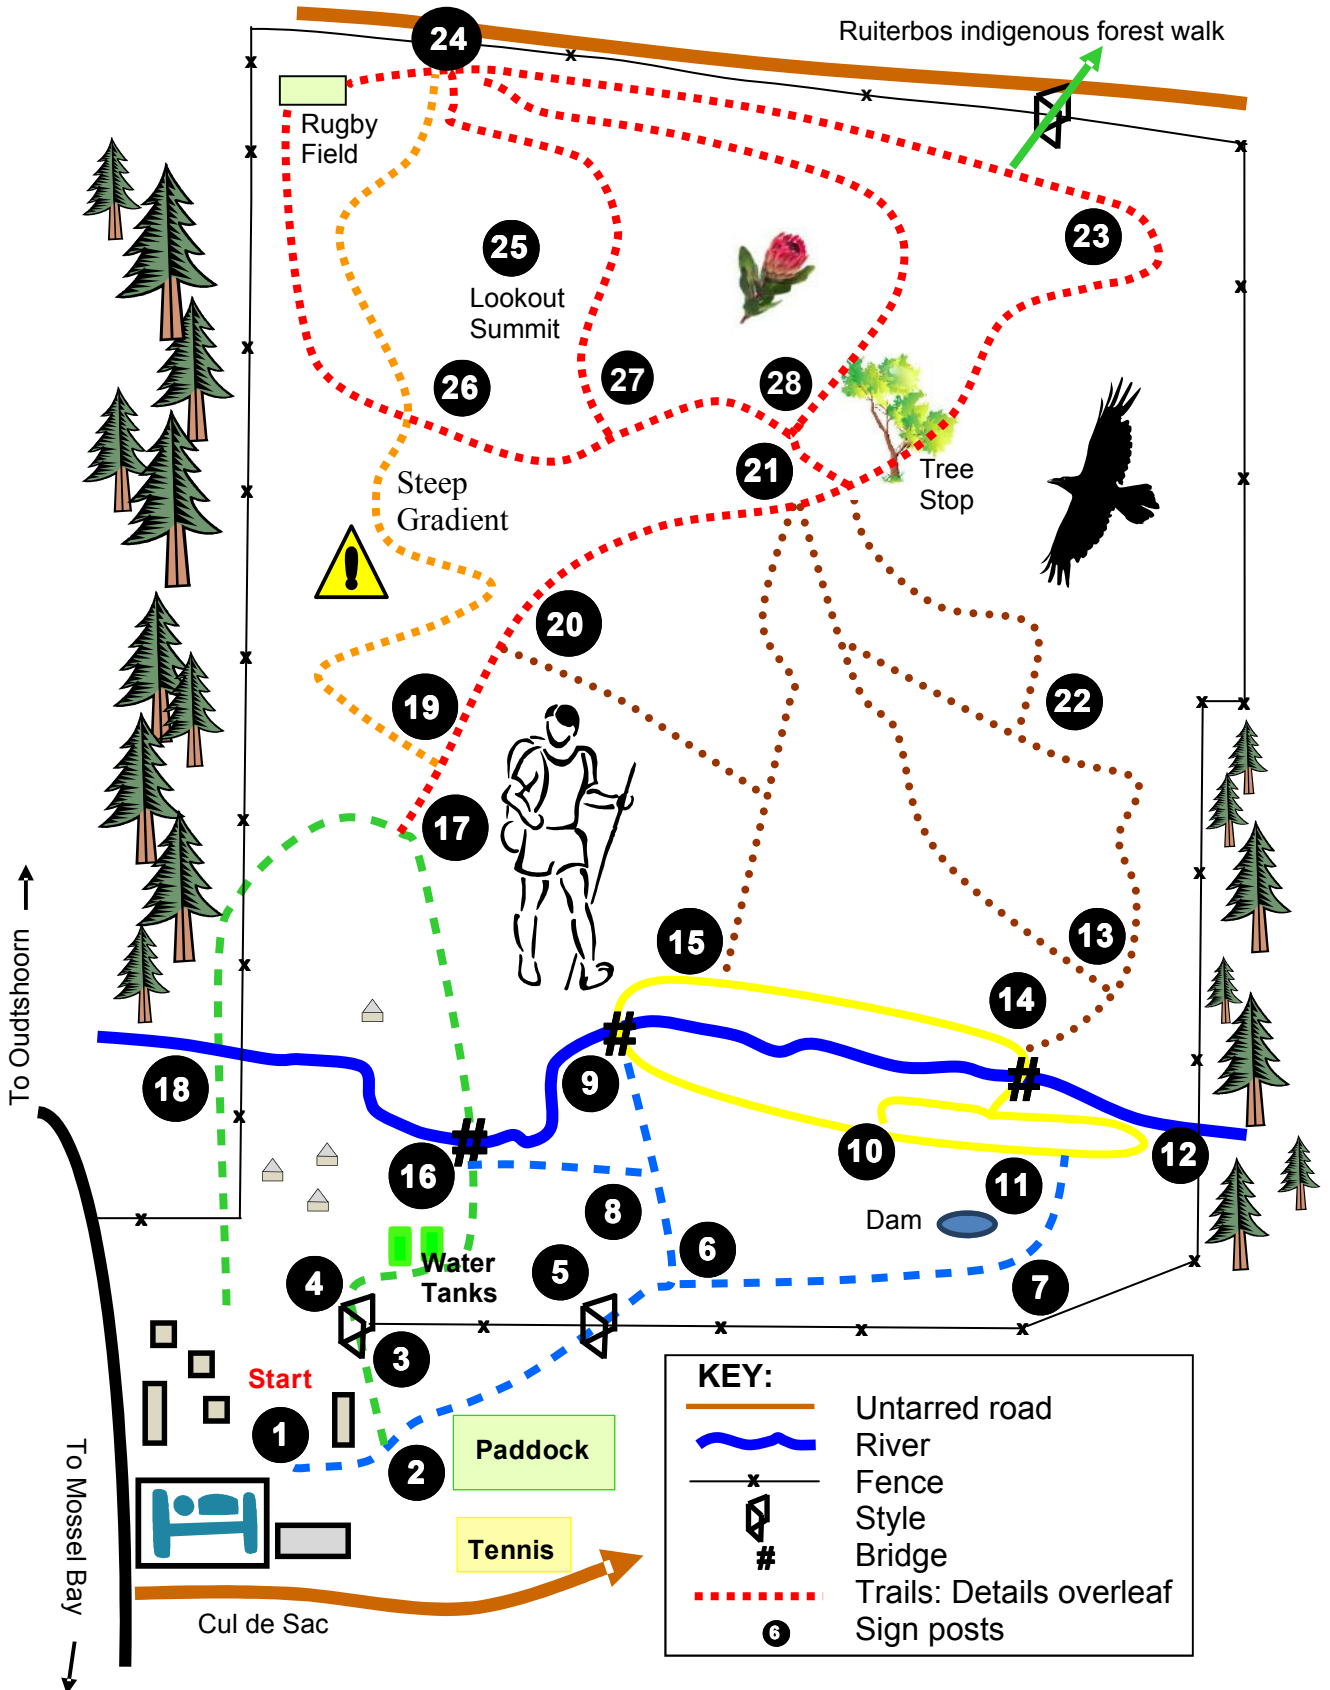 Ruiterbos indigenous forest walk
24
Rugby
Field
23
25
Lookout
Summit
26
27
28
21
Tree
Stop
Steep
Gradient
20
19
22
17
15
13
14
To Oudtshoorn
18
9
10
12
16
11
8
Dam
6
5
4
Water
Tanks
7
3
Start
1
2
Paddock
Tennis
To Mossel Bay
Cul de Sac
KEY:
Untarred road
River
Fence
Style
Bridge
Trails: Details overleaf
6 Sign posts